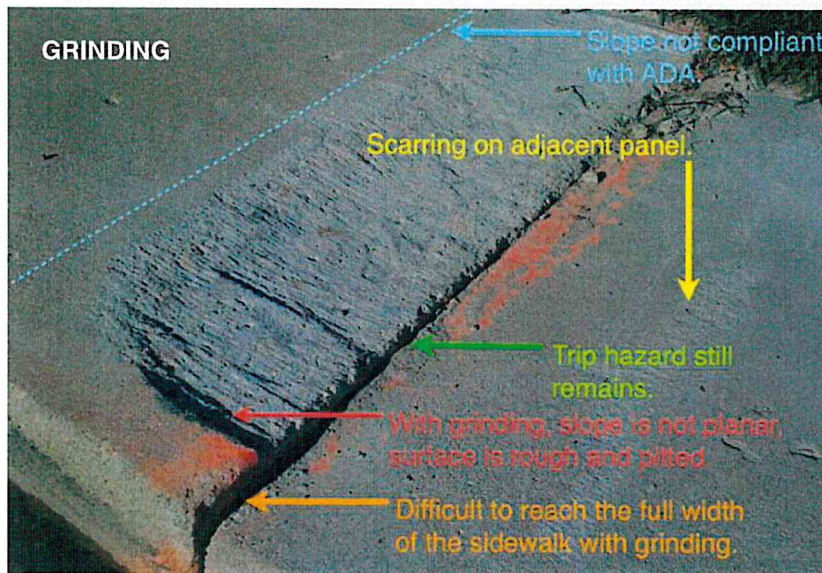 GRINDING
Slope not compliant
with ADA.
Scarring on adjacent panel.
Trip hazard still
remains.
With grinding, slope is not planar,
surface is rough and pitted.
Difficult to reach the full width
of the sidewalk with grinding.